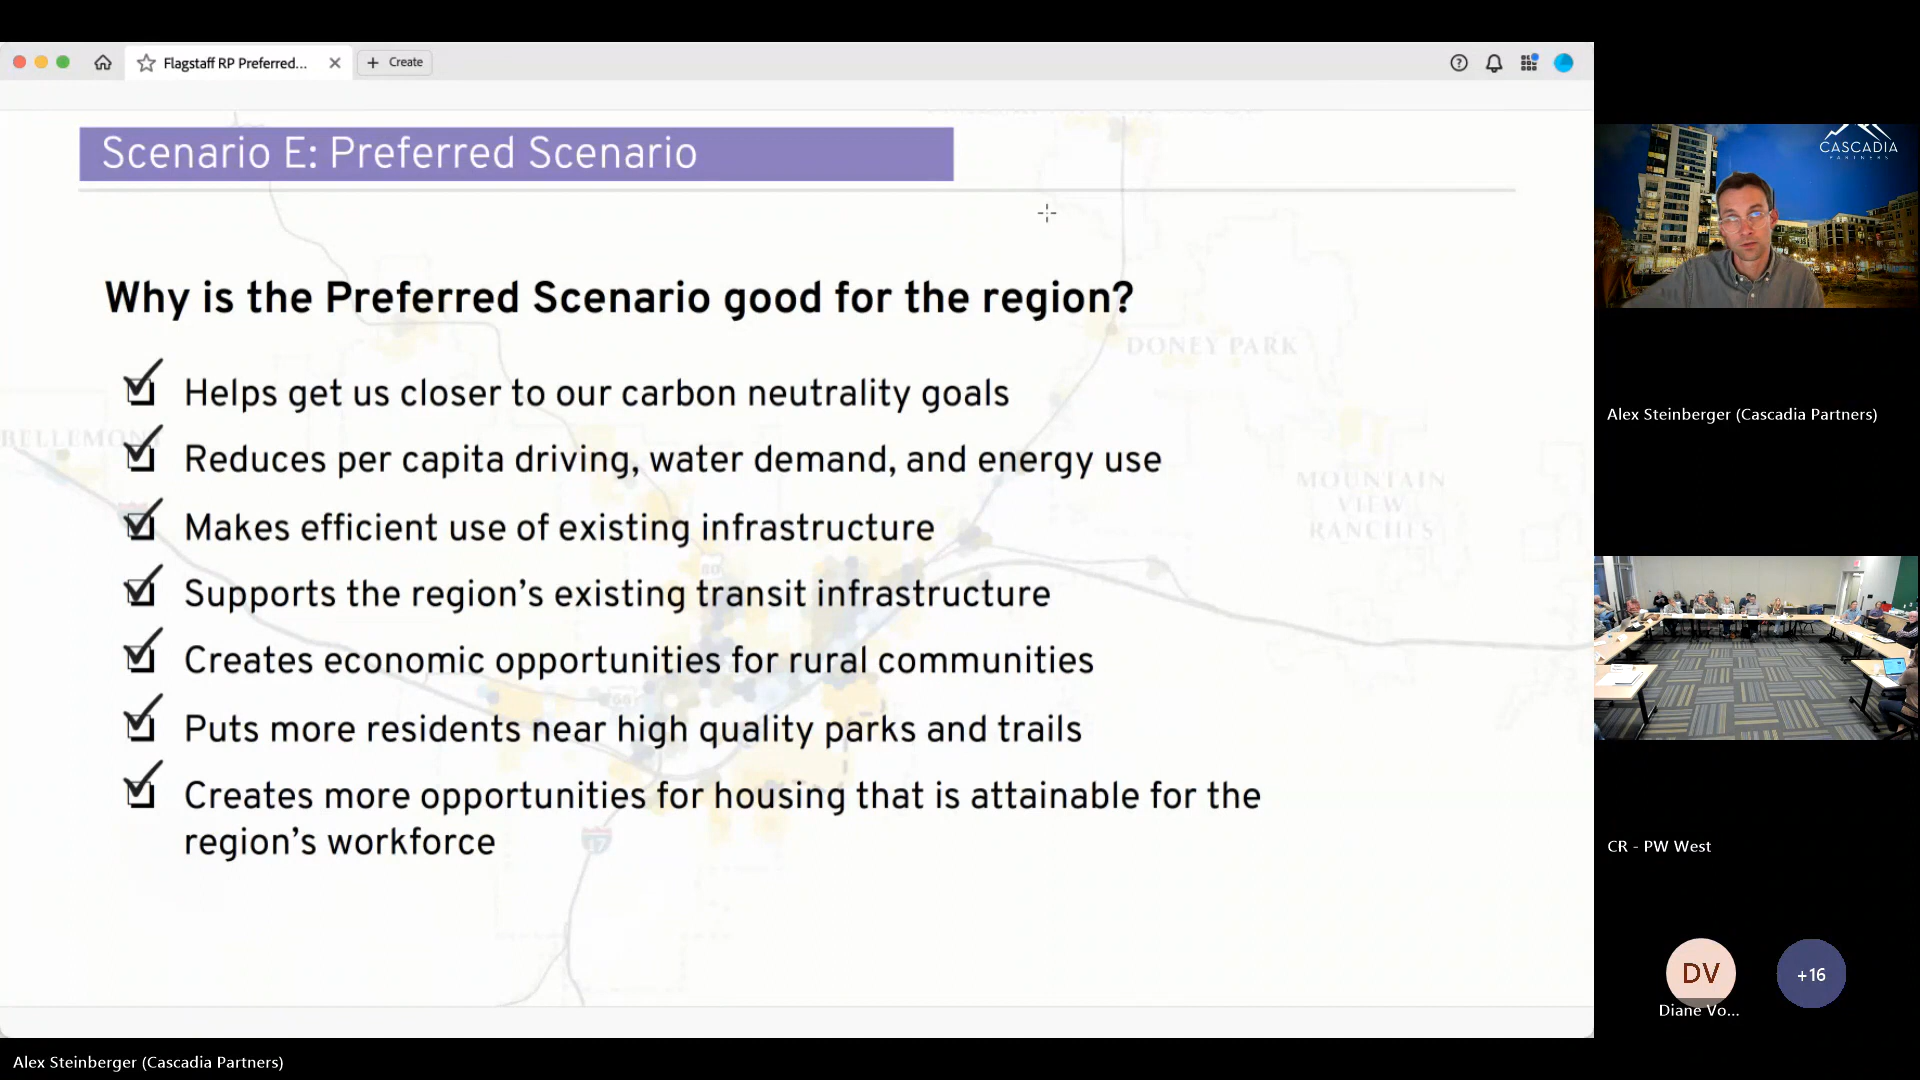 Flagstaff RP Preferred...
Create
Scenario E: Preferred Scenario
Why is the Preferred Scenario good for the region?
Helps get us closer to our carbon neutrality goals
Reduces per capita driving, water demand, and energy use
Makes efficient use of existing infrastructure
Supports the region's existing transit infrastructure
Creates economic opportunities for rural communities
Puts more residents near high quality parks and trails
Creates more opportunities for housing that is attainable for the
region's workforce
DONEY PARK
BELLEMONT
MOUNTAIN
VIEW
RANCHES
17
CASCADIA
PARTNERS
Alex Steinberger (Cascadia Partners)
CR - PW West
DV
+16
Diane Vo...
Alex Steinberger (Cascadia Partners)